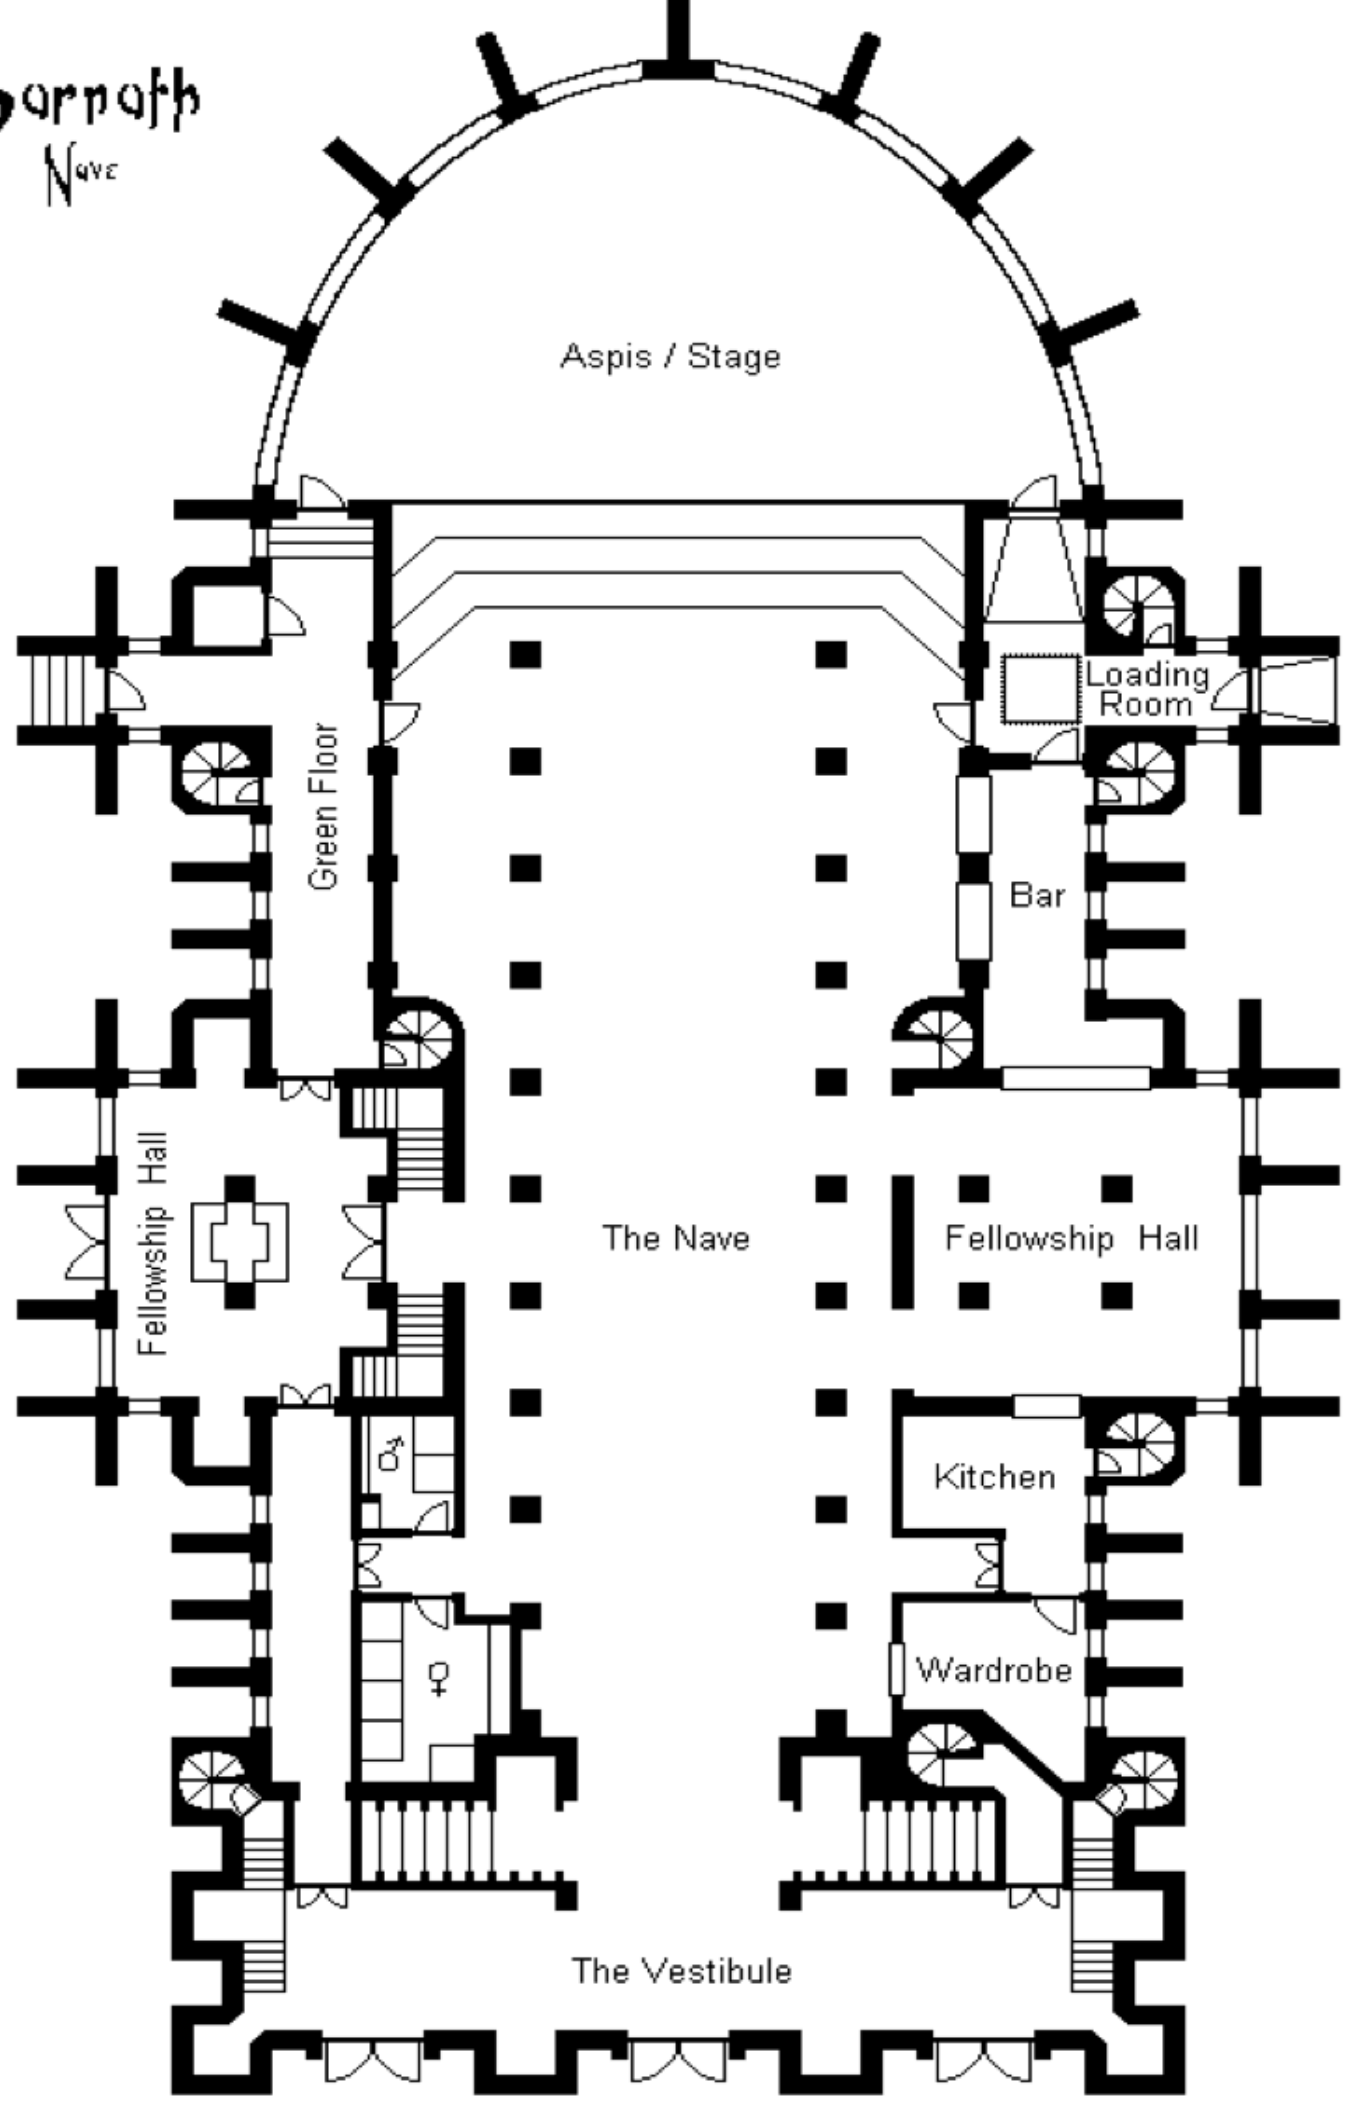 Nave
Aspis / Stage
Loading
Room
Green Floor
Bar
Fellowship Hall
The Nave
Fellowship Hall
♂
Kitchen
♀
Wardrobe
The Vestibule